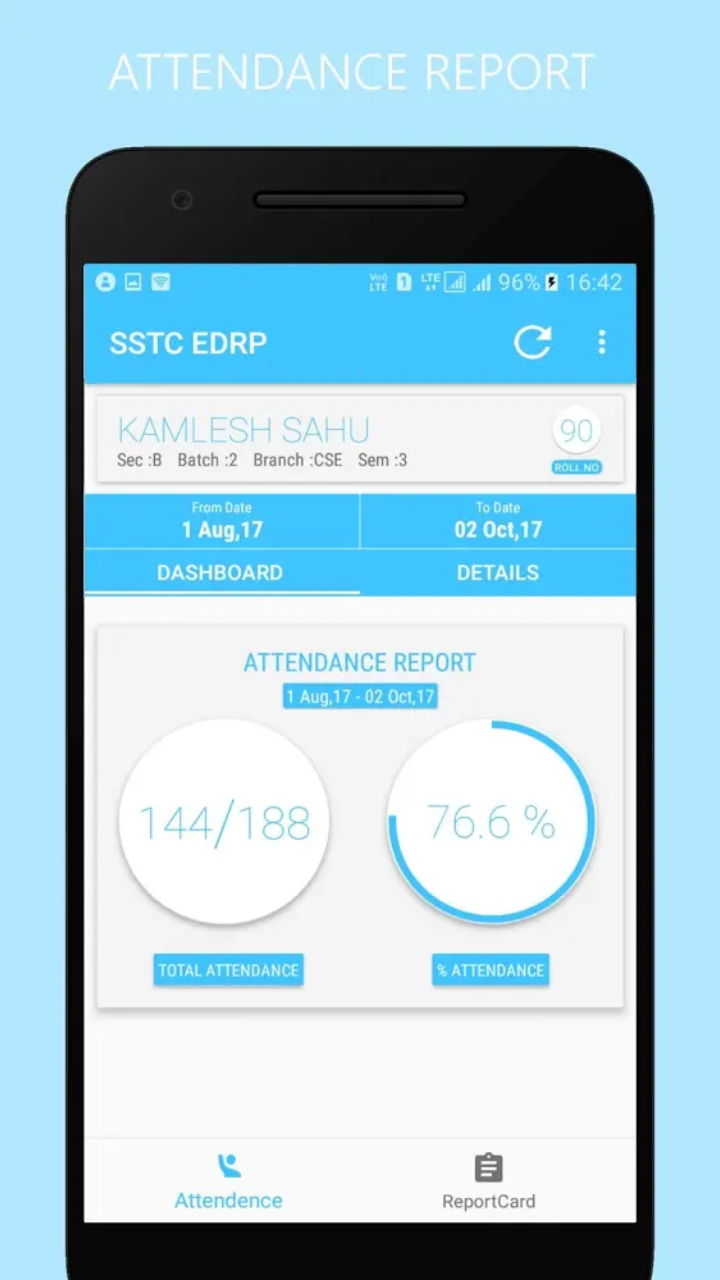 ATTENDANCE REPORT
Vo)) LTE 1 LTE 96% 16:42
SSTC EDRP
KAMLESH SAHU 90
Sec :B Batch :2 Branch :CSE Sem :3 ROLL NO
From Date To Date
1 Aug,17 02 Oct,17
DASHBOARD DETAILS
ATTENDANCE REPORT
1 Aug,17 - 02 Oct,17
144/188 76.6 %
TOTAL ATTENDANCE % ATTENDANCE
Attendence ReportCard